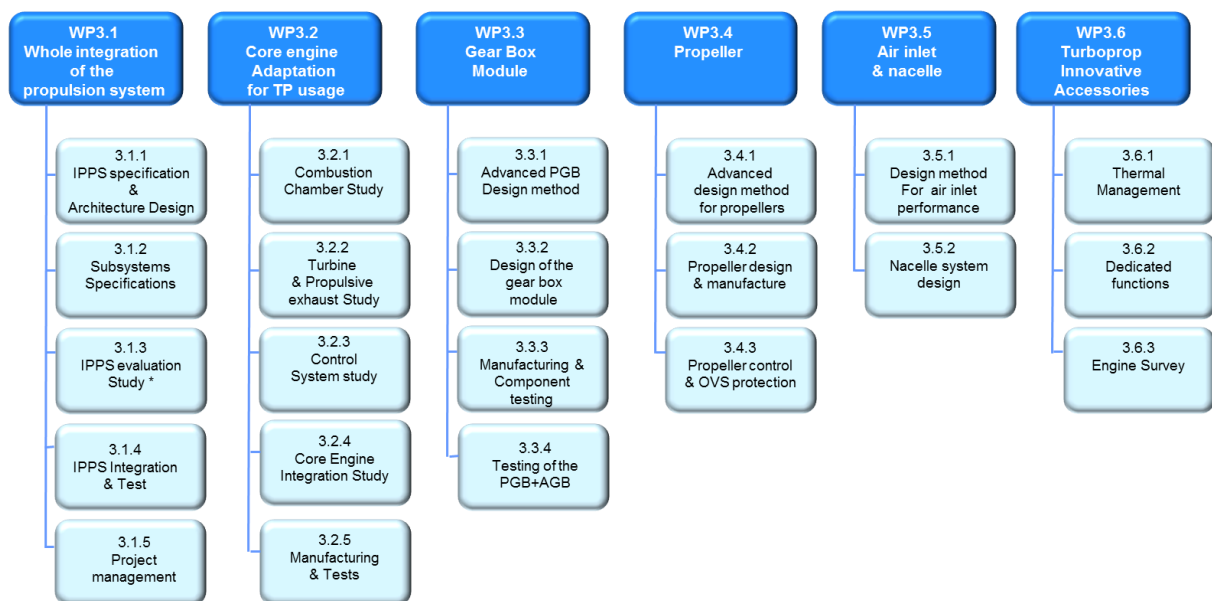 WP3.1
Whole integration
of the
propulsion system
3.1.1
IPPS specification
&
Architecture Design
3.1.2
Subsystems
Specifications
3.1.3
IPPS evaluation
Study *
3.1.4
IPPS Integration
& Test
3.1.5
Project
management
WP3.2
Core engine
Adaptation
for TP usage
3.2.1
Combustion
Chamber Study
3.2.2
Turbine
& Propulsive
exhaust Study
3.2.3
Control
System study
3.2.4
Core Engine
Integration Study
3.2.5
Manufacturing
& Tests
WP3.3
Gear Box
Module
3.3.1
Advanced PGB
Design method
3.3.2
Design of the
gear box
module
3.3.3
Manufacturing &
Component
testing
3.3.4
Testing of the
PGB+AGB
WP3.4
Propeller
3.4.1
Advanced
design method
for propellers
3.4.2
Propeller design
& manufacture
3.4.3
Propeller control
& OVS protection
WP3.5
Air inlet
& nacelle
3.5.1
Design method
For air inlet
performance
3.5.2
Nacelle system
design
WP3.6
Turboprop
Innovative
Accessories
3.6.1
Thermal
Management
3.6.2
Dedicated
functions
3.6.3
Engine Survey